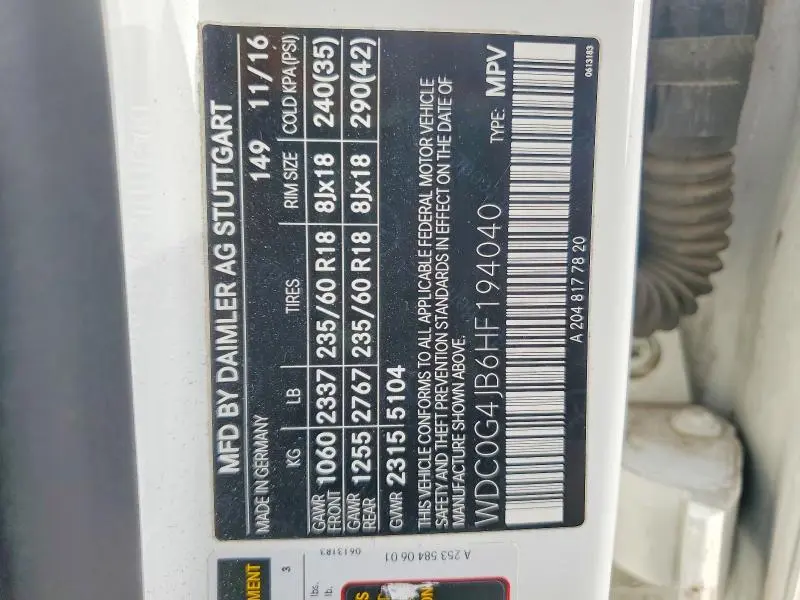 MFD BY DAIMLER AG STUTTGART
MADE IN GERMANY 149 11/16
KG LB TIRES RIM SIZE COLD KPA(PSI)
GAWR FRONT 1060 2337 235/60 R18 8Jx18 240(35)
GAWR REAR 1255 2767 235/60 R18 8Jx18 290(42)
GVWR 2315 5104
THIS VEHICLE CONFORMS TO ALL APPLICABLE FEDERAL MOTOR VEHICLE
SAFETY AND THEFT PREVENTION STANDARDS IN EFFECT ON THE DATE OF
MANUFACTURE SHOWN ABOVE.
WDC0G4JB6HF194040 TYPE: MPV
A 204 817 78 20
0613183
MENT
3
lbs.
lb.
0613183
A 253 584 06 01